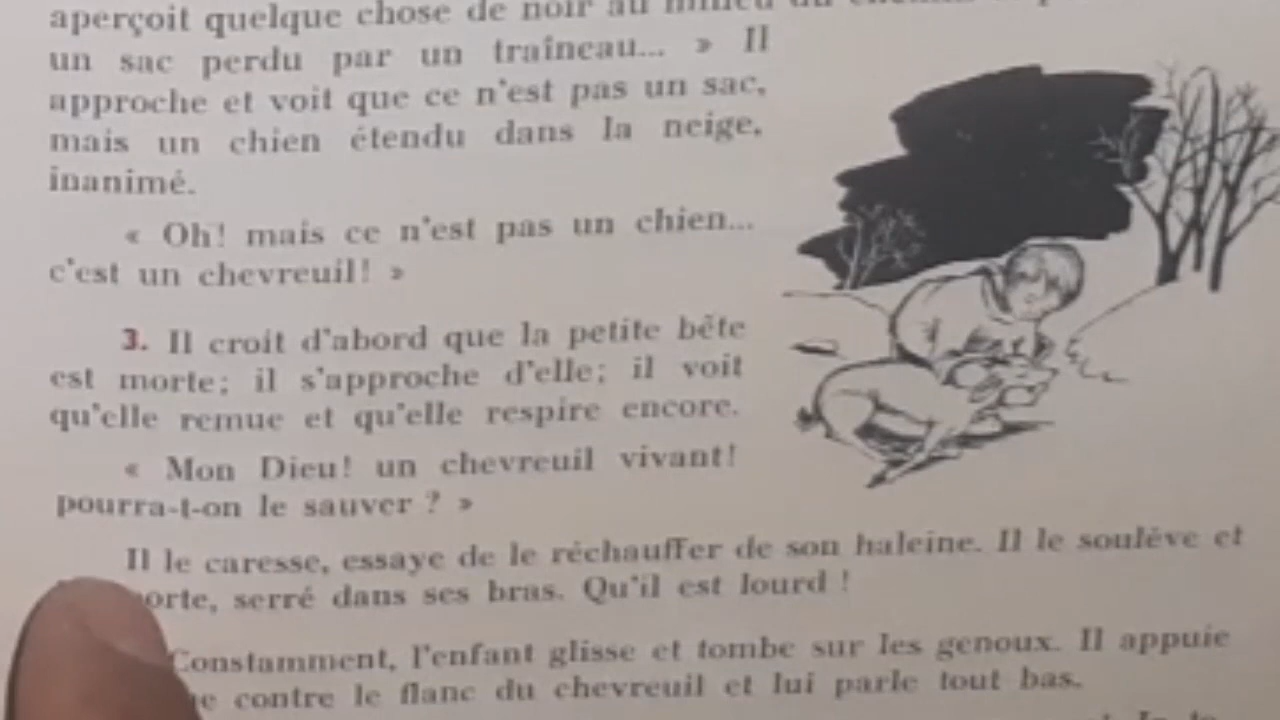 aperçoit quelque chose de noir au milieu du
un sac perdu par un traîneau... » Il
approche et voit que ce n'est pas un sac,
mais un chien étendu dans la neige,
inanimé.
« Oh! mais ce n'est pas un chien...
c'est un chevreuil! »
3. Il croit d'abord que la petite bête
est morte; il s'approche d'elle; il voit
qu'elle remue et qu'elle respire encore.
« Mon Dieu! un chevreuil vivant!
pourra-t-on le sauver ? »
Il le caresse, essaye de le réchauffer de son haleine. Il le soulève et
orte, serré dans ses bras. Qu'il est lourd !
Constamment, l'enfant glisse et tombe sur les genoux. Il appuie
contre le flanc du chevreuil et lui parle tout bas.